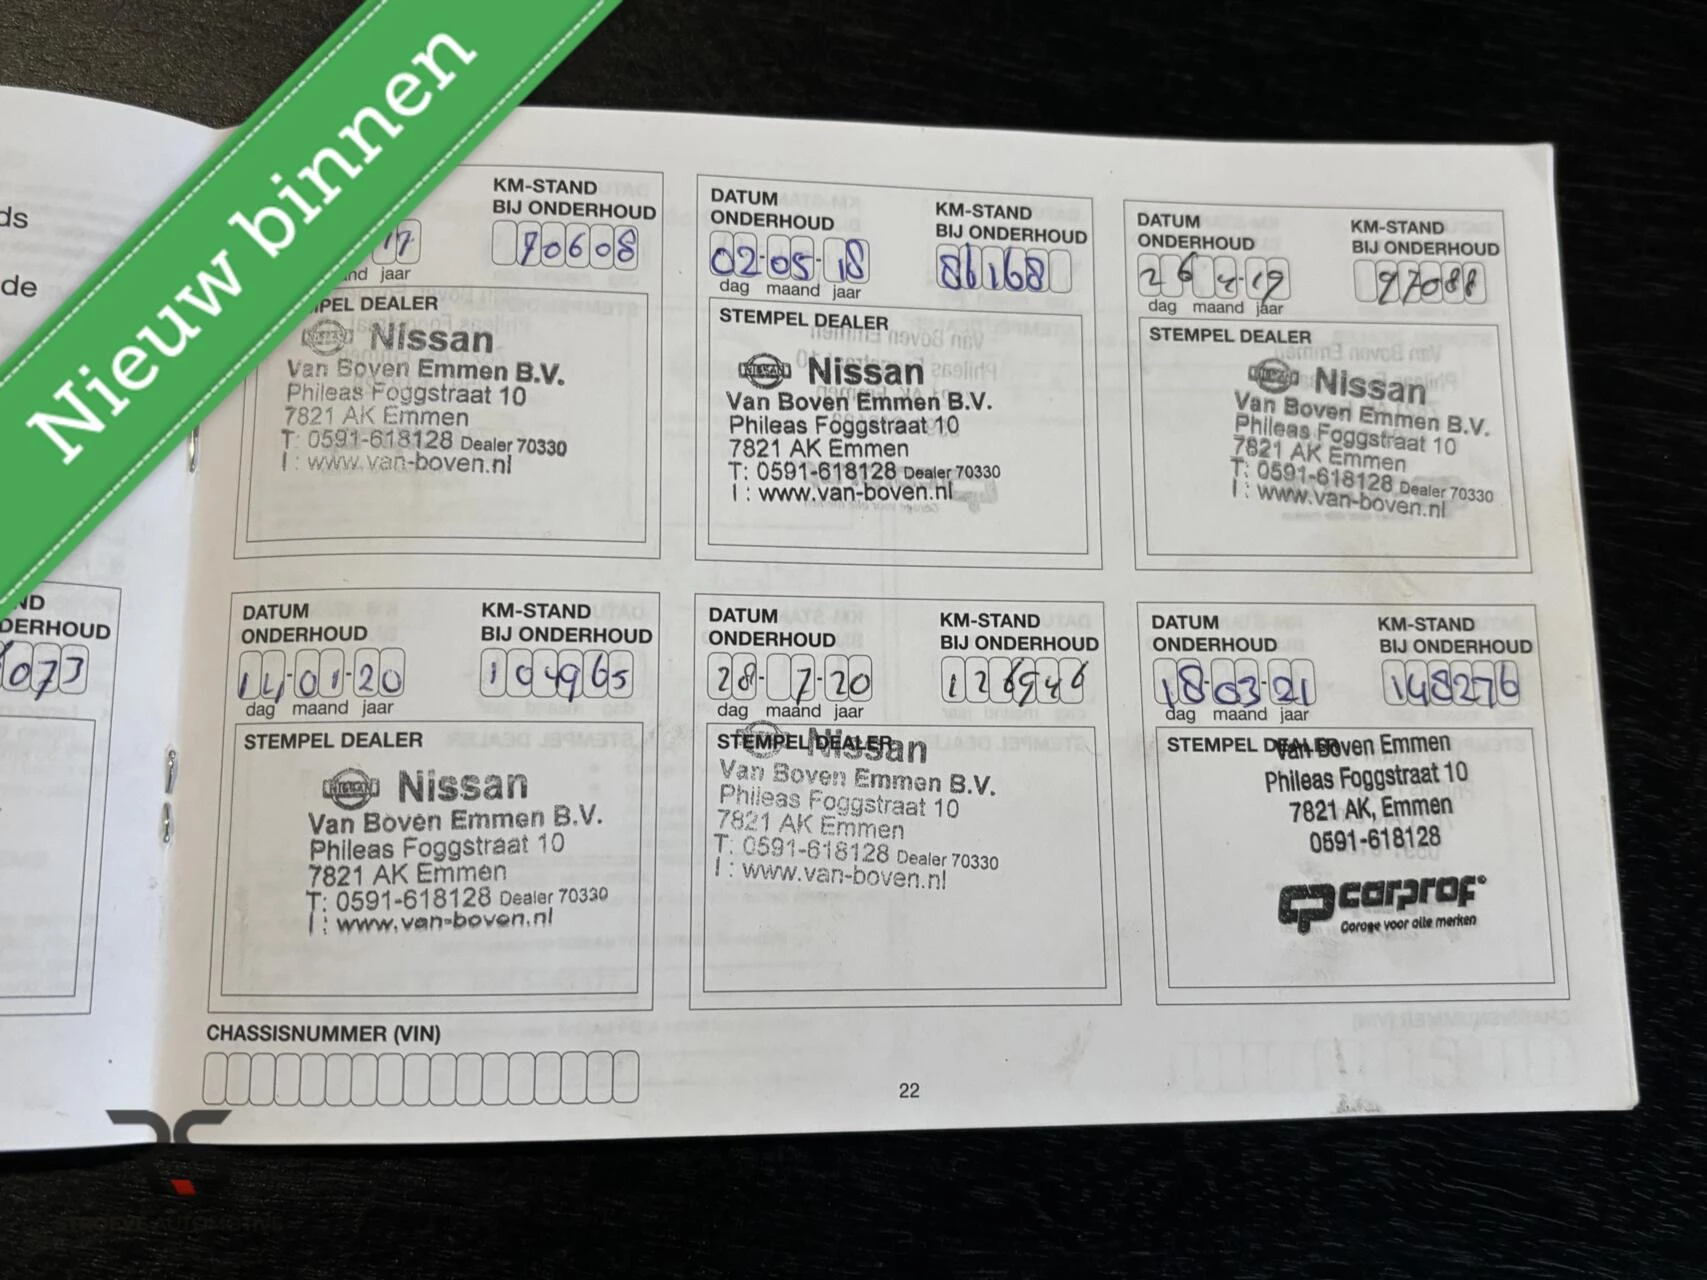 Nieuw binnen
ds
de
ND
DERHOUD
073
KM-STAND
BIJ ONDERHOUD
17 70608
nd jaar
MPEL DEALER
Nissan
Van Boven Emmen B.V.
Phileas Foggstraat 10
7821 AK Emmen
T: 0591-618128 Dealer 70330
I : www.van-boven.nl
DATUM
ONDERHOUD
KM-STAND
BIJ ONDERHOUD
02-05-18 86168
dag maand jaar
STEMPEL DEALER
Nissan
Van Boven Emmen B.V.
Phileas Foggstraat 10
7821 AK Emmen
T: 0591-618128 Dealer 70330
I : www.van-boven.nl
DATUM
ONDERHOUD
KM-STAND
BIJ ONDERHOUD
26 4-19 97088
dag maand jaar
STEMPEL DEALER
Nissan
Van Boven Emmen B.V.
Phileas Foggstraat 10
7821 AK Emmen
T: 0591-618128 Dealer 70330
I : www.van-boven.nl
DATUM
ONDERHOUD
KM-STAND
BIJ ONDERHOUD
14-01-20 104965
dag maand jaar
STEMPEL DEALER
Nissan
Van Boven Emmen B.V.
Phileas Foggstraat 10
7821 AK Emmen
T: 0591-618128 Dealer 70330
I : www.van-boven.nl
DATUM
ONDERHOUD
KM-STAND
BIJ ONDERHOUD
28- 7-20 126946
dag maand jaar
STEMPEL DEALER
Nissan
Van Boven Emmen B.V.
Phileas Foggstraat 10
7821 AK Emmen
T: 0591-618128 Dealer 70330
I : www.van-boven.nl
DATUM
ONDERHOUD
KM-STAND
BIJ ONDERHOUD
18-03-21 148276
dag maand jaar
STEMPEL DEALER
Van Boven Emmen
Phileas Foggstraat 10
7821 AK, Emmen
0591-618128
carprof
Garage voor alle merken
CHASSISNUMMER (VIN)
22
STROEVE AUTOMOTIVE